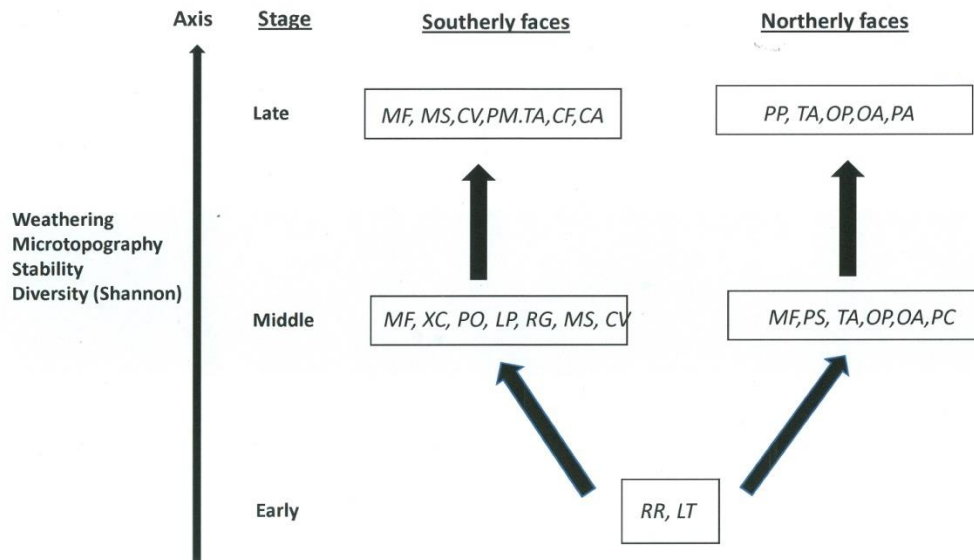 Axis Stage Southerly faces Northerly faces
Late MF, MS,CV,PM.TA,CF,CA PP, TA,OP,OA,PA
Weathering
Microtopography
Stability
Diversity (Shannon)
Middle MF, XC, PO, LP, RG, MS, CV MF,PS, TA,OP,OA,PC
Early RR, LT